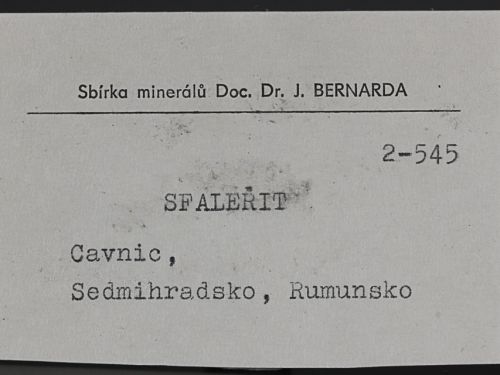 Sbírka minerálů Doc. Dr. J. BERNARDA
2-545
SFALEŘIT
Cavnic,
Sedmihradsko, Rumunsko